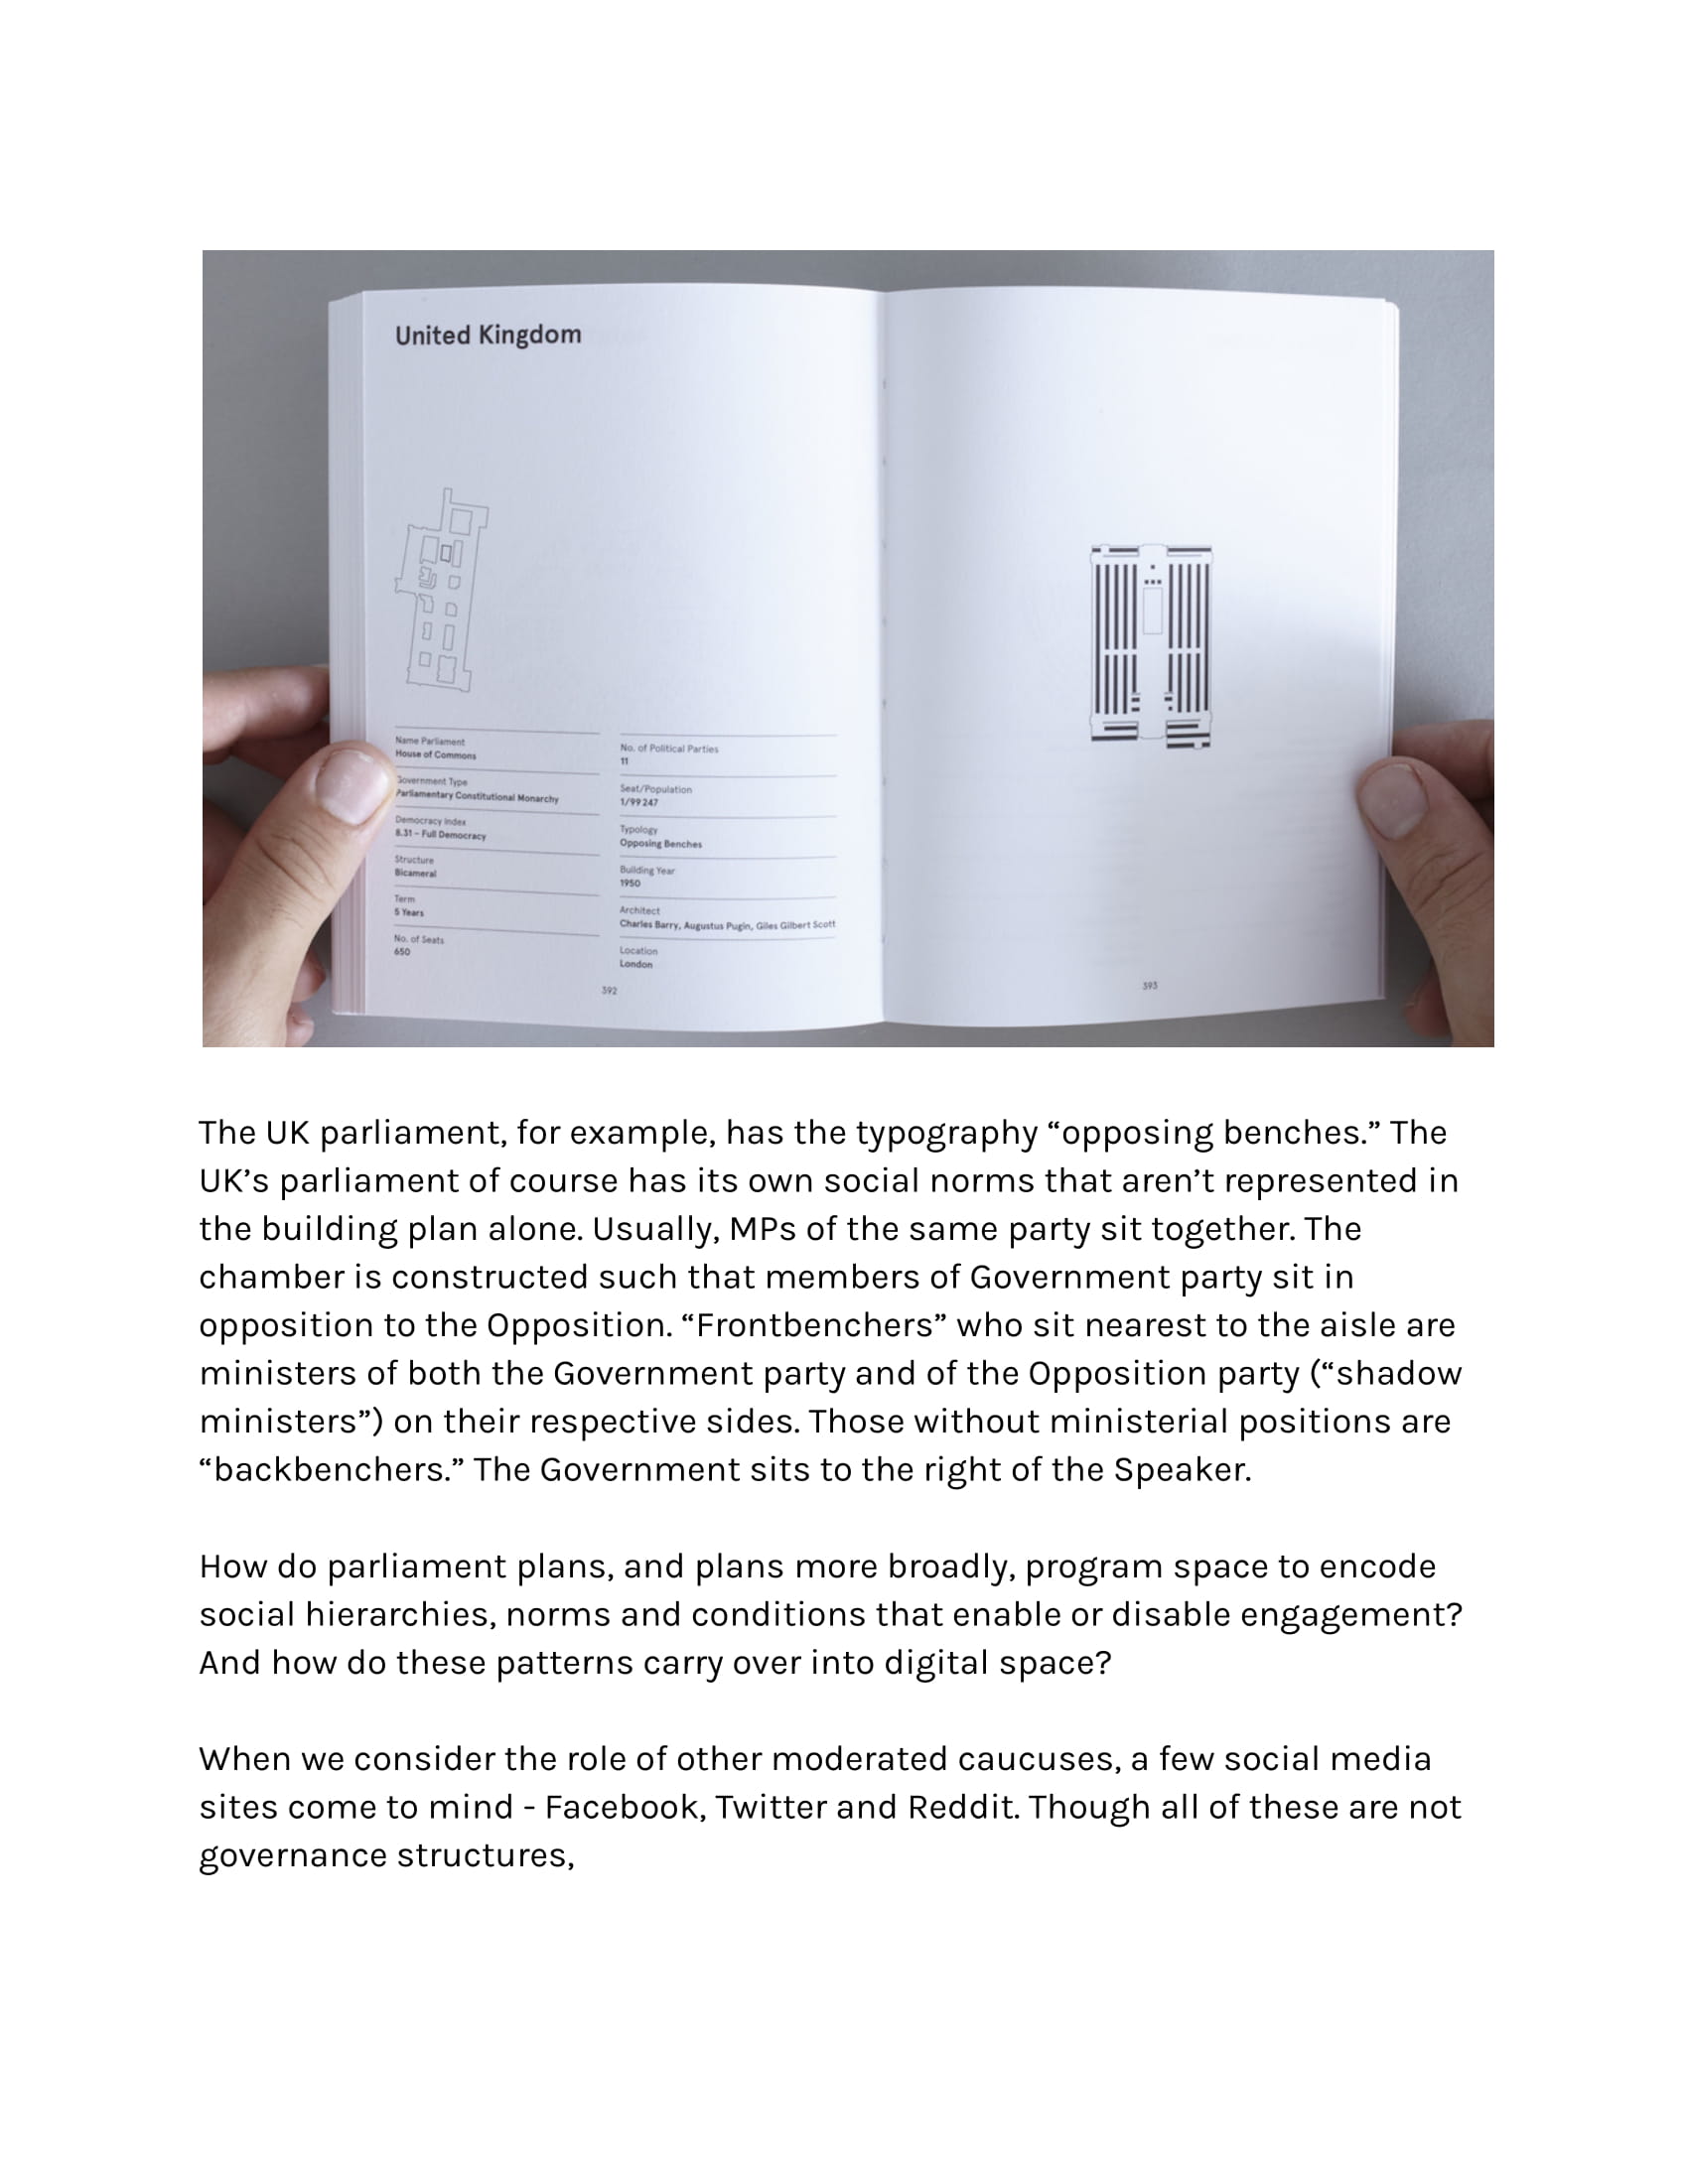 United Kingdom
Name Parliament
House of Commons
Government Type
Parliamentary Constitutional Monarchy
Democracy Index
8.31 – Full Democracy
Structure
Bicameral
Term
5 Years
No. of Seats
650
No. of Political Parties
11
Seat/Population
1/99 247
Typology
Opposing Benches
Building Year
1950
Architect
Charles Barry, Augustus Pugin, Giles Gilbert Scott
Location
London
392
393
The UK parliament, for example, has the typography “opposing benches.” The
UK’s parliament of course has its own social norms that aren’t represented in
the building plan alone. Usually, MPs of the same party sit together. The
chamber is constructed such that members of Government party sit in
opposition to the Opposition. “Frontbenchers” who sit nearest to the aisle are
ministers of both the Government party and of the Opposition party (“shadow
ministers”) on their respective sides. Those without ministerial positions are
“backbenchers.” The Government sits to the right of the Speaker.
How do parliament plans, and plans more broadly, program space to encode
social hierarchies, norms and conditions that enable or disable engagement?
And how do these patterns carry over into digital space?
When we consider the role of other moderated caucuses, a few social media
sites come to mind - Facebook, Twitter and Reddit. Though all of these are not
governance structures,